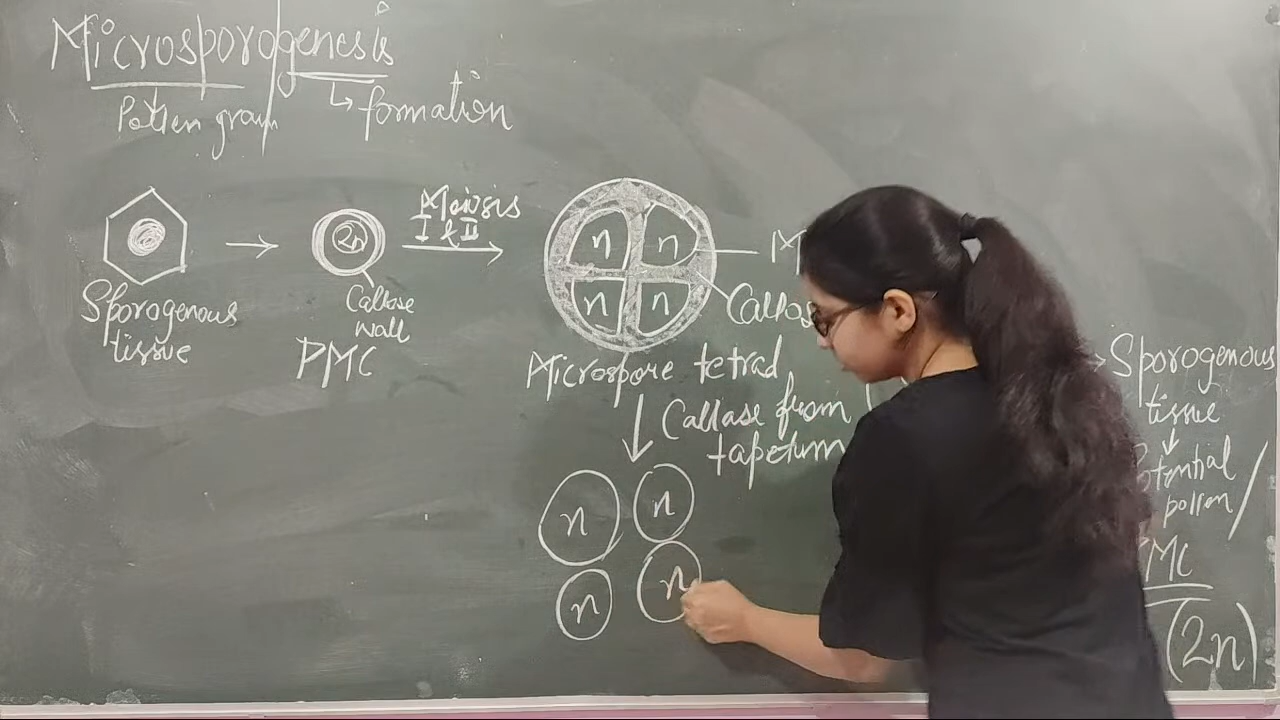 Microsporogenesis
Pollen grain
formation
Meiosis
I & II
2n
n n
n n
M
Callos
Callose
wall
Sporogenous
tissue
PMC
Microspore tetrad
Callase from
tapetum
n n
n n
Sporogenous
tissue
potential
pollen/
PMC
(2n)